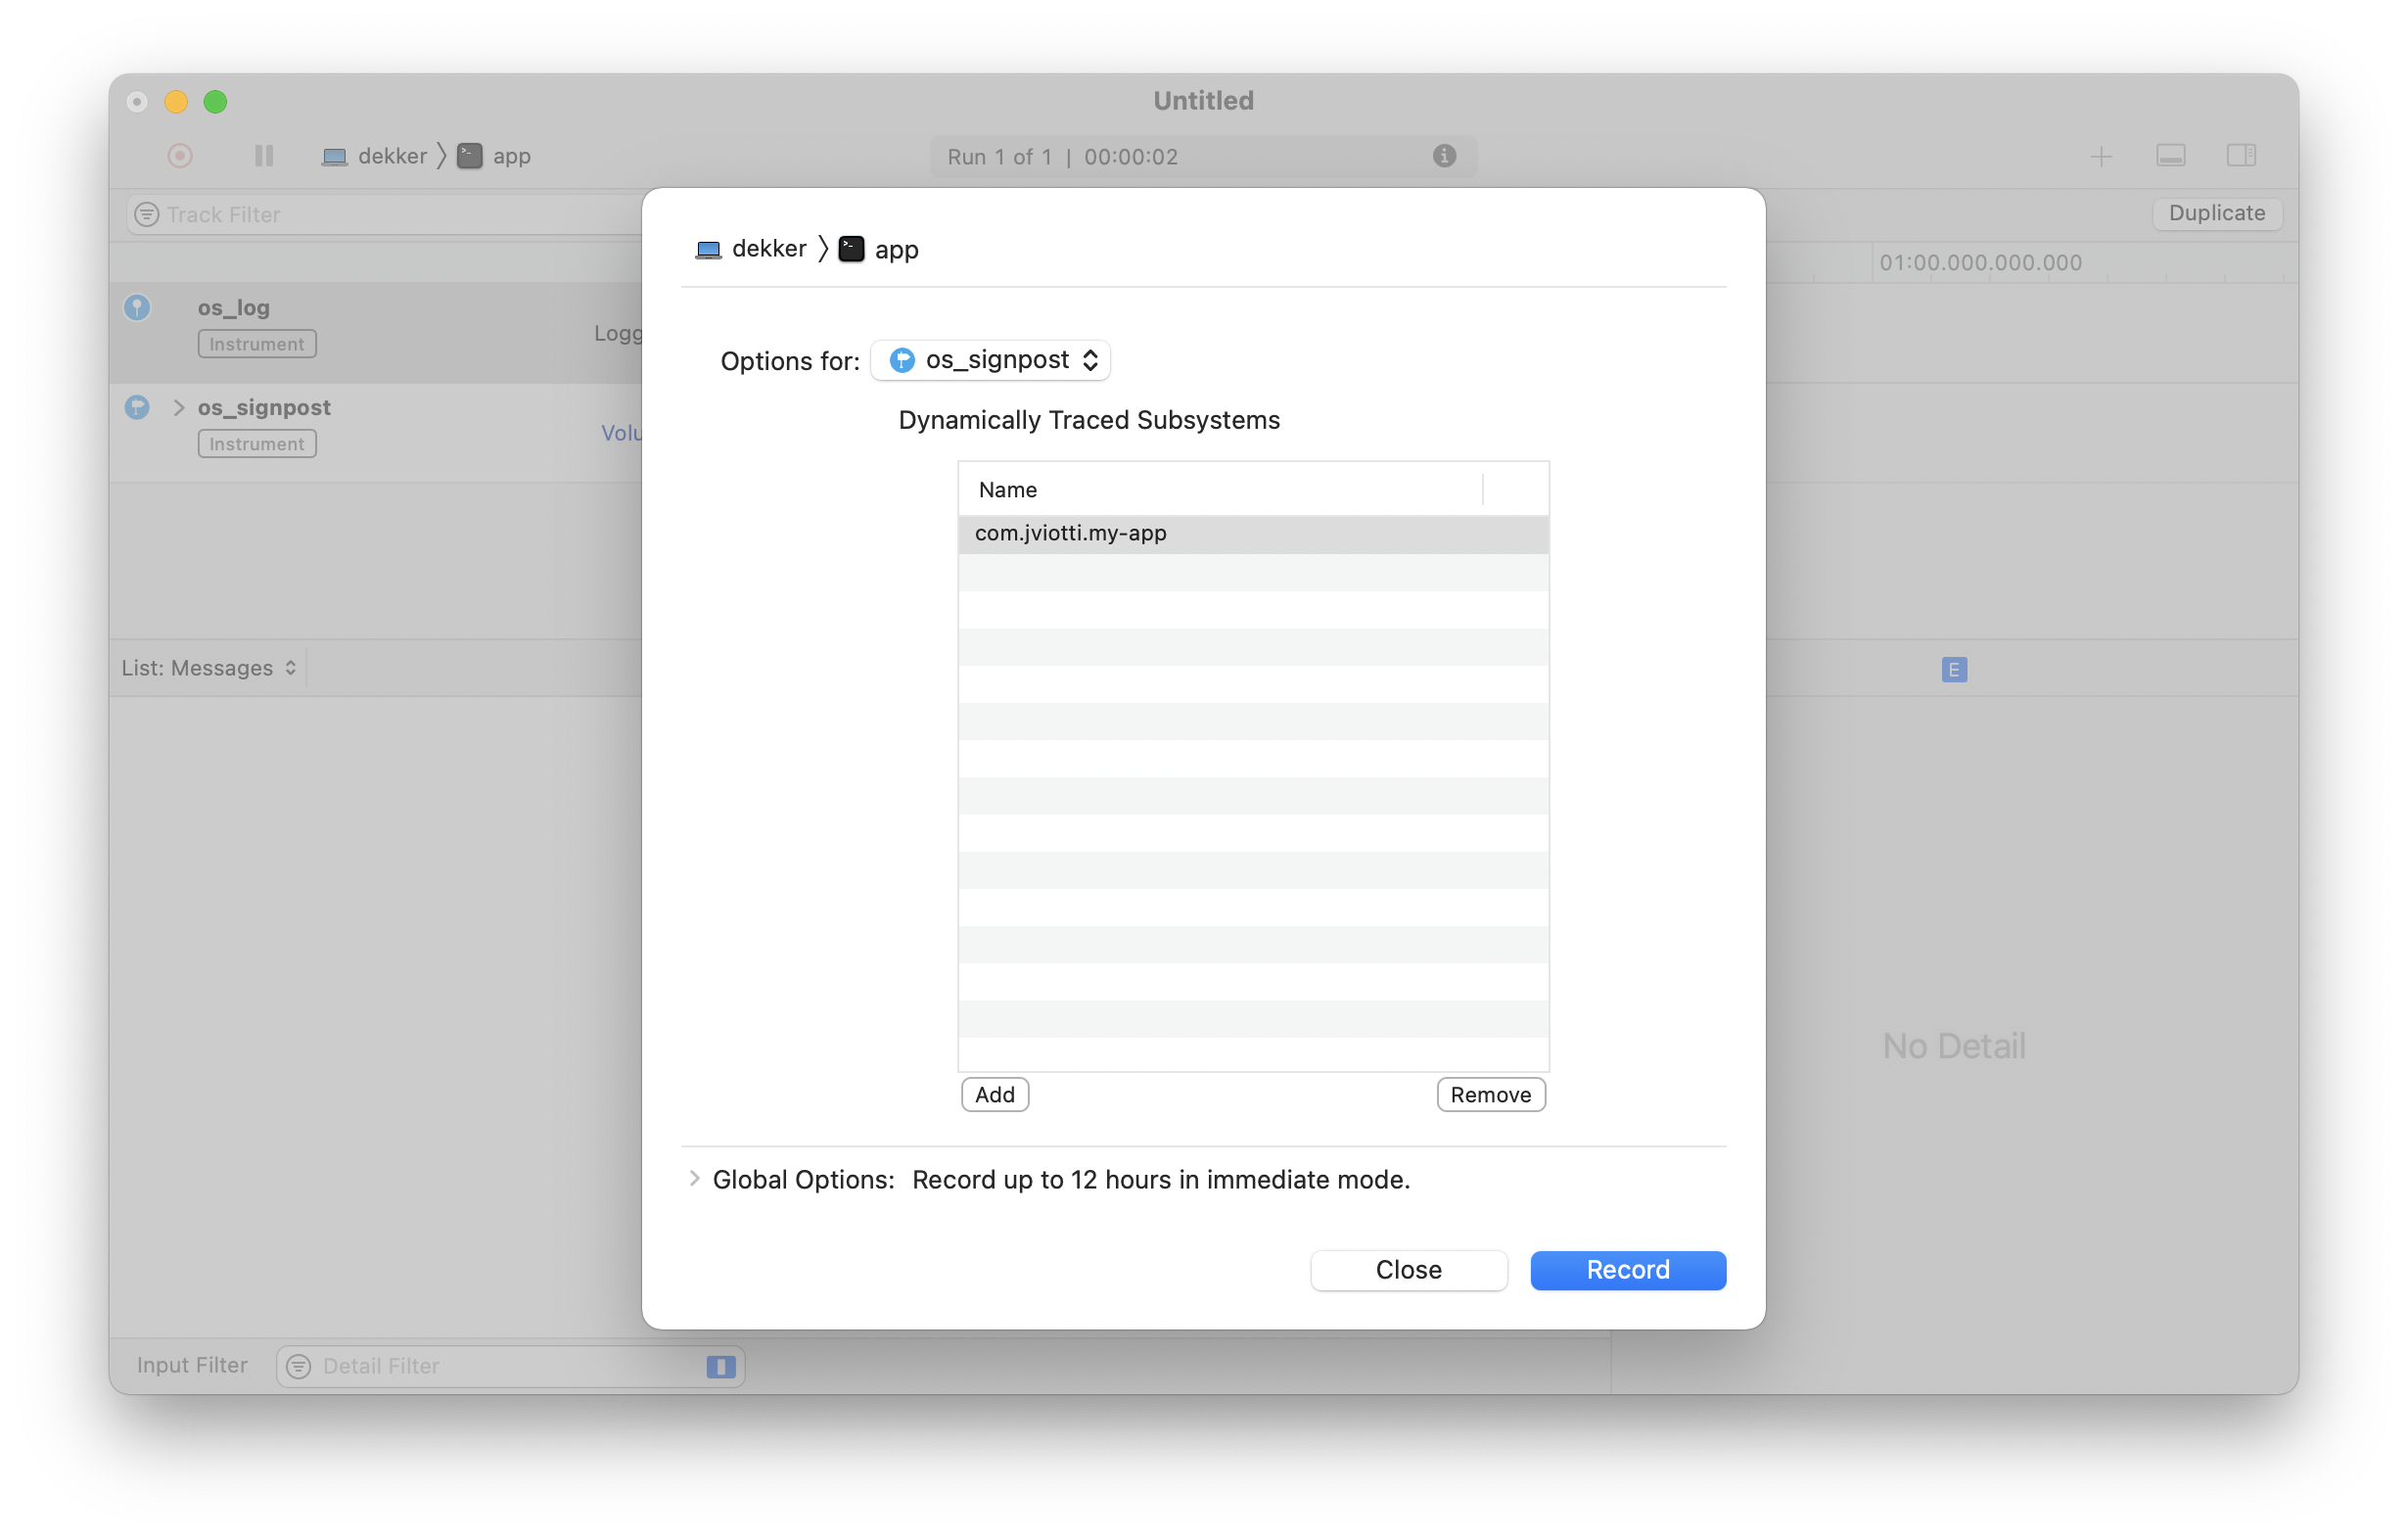 Untitled
dekker
app
Run 1 of 1 | 00:00:02
Track Filter
Duplicate
01:00.000.000.000
os_log
Instrument
Logg
os_signpost
Instrument
Volu
List: Messages
E
No Detail
Input Filter
Detail Filter
dekker
app
Options for:
os_signpost
Dynamically Traced Subsystems
Name
com.jviotti.my-app
Add
Remove
Global Options: Record up to 12 hours in immediate mode.
Close
Record